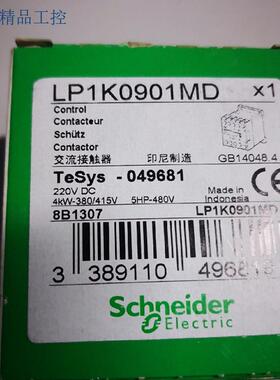 精品工控
LP1K0901MD x1
Control
Contacteur
Schütz
Contactor
交流接触器 印尼制造 GB14048.4
TeSys - 049681
220V DC Made in
4kW-380/415V 5HP-480V Indonesia
8B1307 LP1K0901MD
3 389110
Schneider
Electric